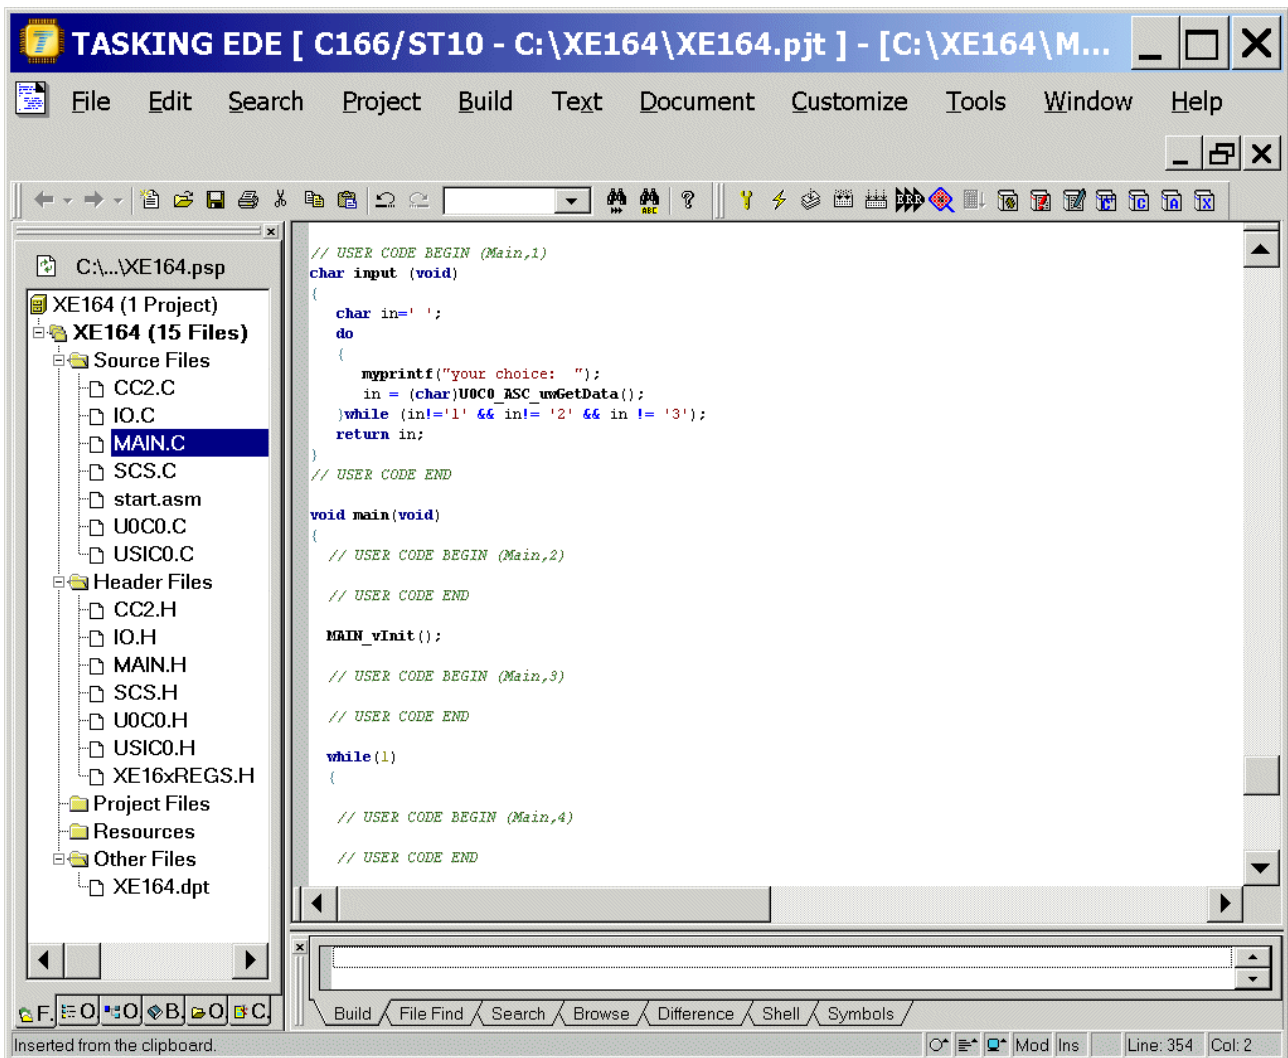 TASKING EDE [ C166/ST10 - C:\XE164\XE164.pjt ] - [C:\XE164\M...
File Edit Search Project Build Text Document Customize Tools Window Help
ABC ERR
C:\...\XE164.psp
XE164 (1 Project)
XE164 (15 Files)
Source Files
CC2.C
IO.C
MAIN.C
SCS.C
start.asm
U0C0.C
USIC0.C
Header Files
CC2.H
IO.H
MAIN.H
SCS.H
U0C0.H
USIC0.H
XE16xREGS.H
Project Files
Resources
Other Files
XE164.dpt
F. O O B. O C.
// USER CODE BEGIN (Main,1)
char input (void)
{
char in=' ';
do
{
myprintf("your choice:  ");
in = (char)U0C0_ASC_uwGetData();
}while (in!='1' && in!= '2' && in != '3');
return in;
}
// USER CODE END
void main(void)
{
// USER CODE BEGIN (Main,2)
// USER CODE END
MAIN_vInit();
// USER CODE BEGIN (Main,3)
// USER CODE END
while(1)
{
// USER CODE BEGIN (Main,4)
// USER CODE END
Build File Find Search Browse Difference Shell Symbols
Inserted from the clipboard. Mod Ins Line: 354 Col: 2